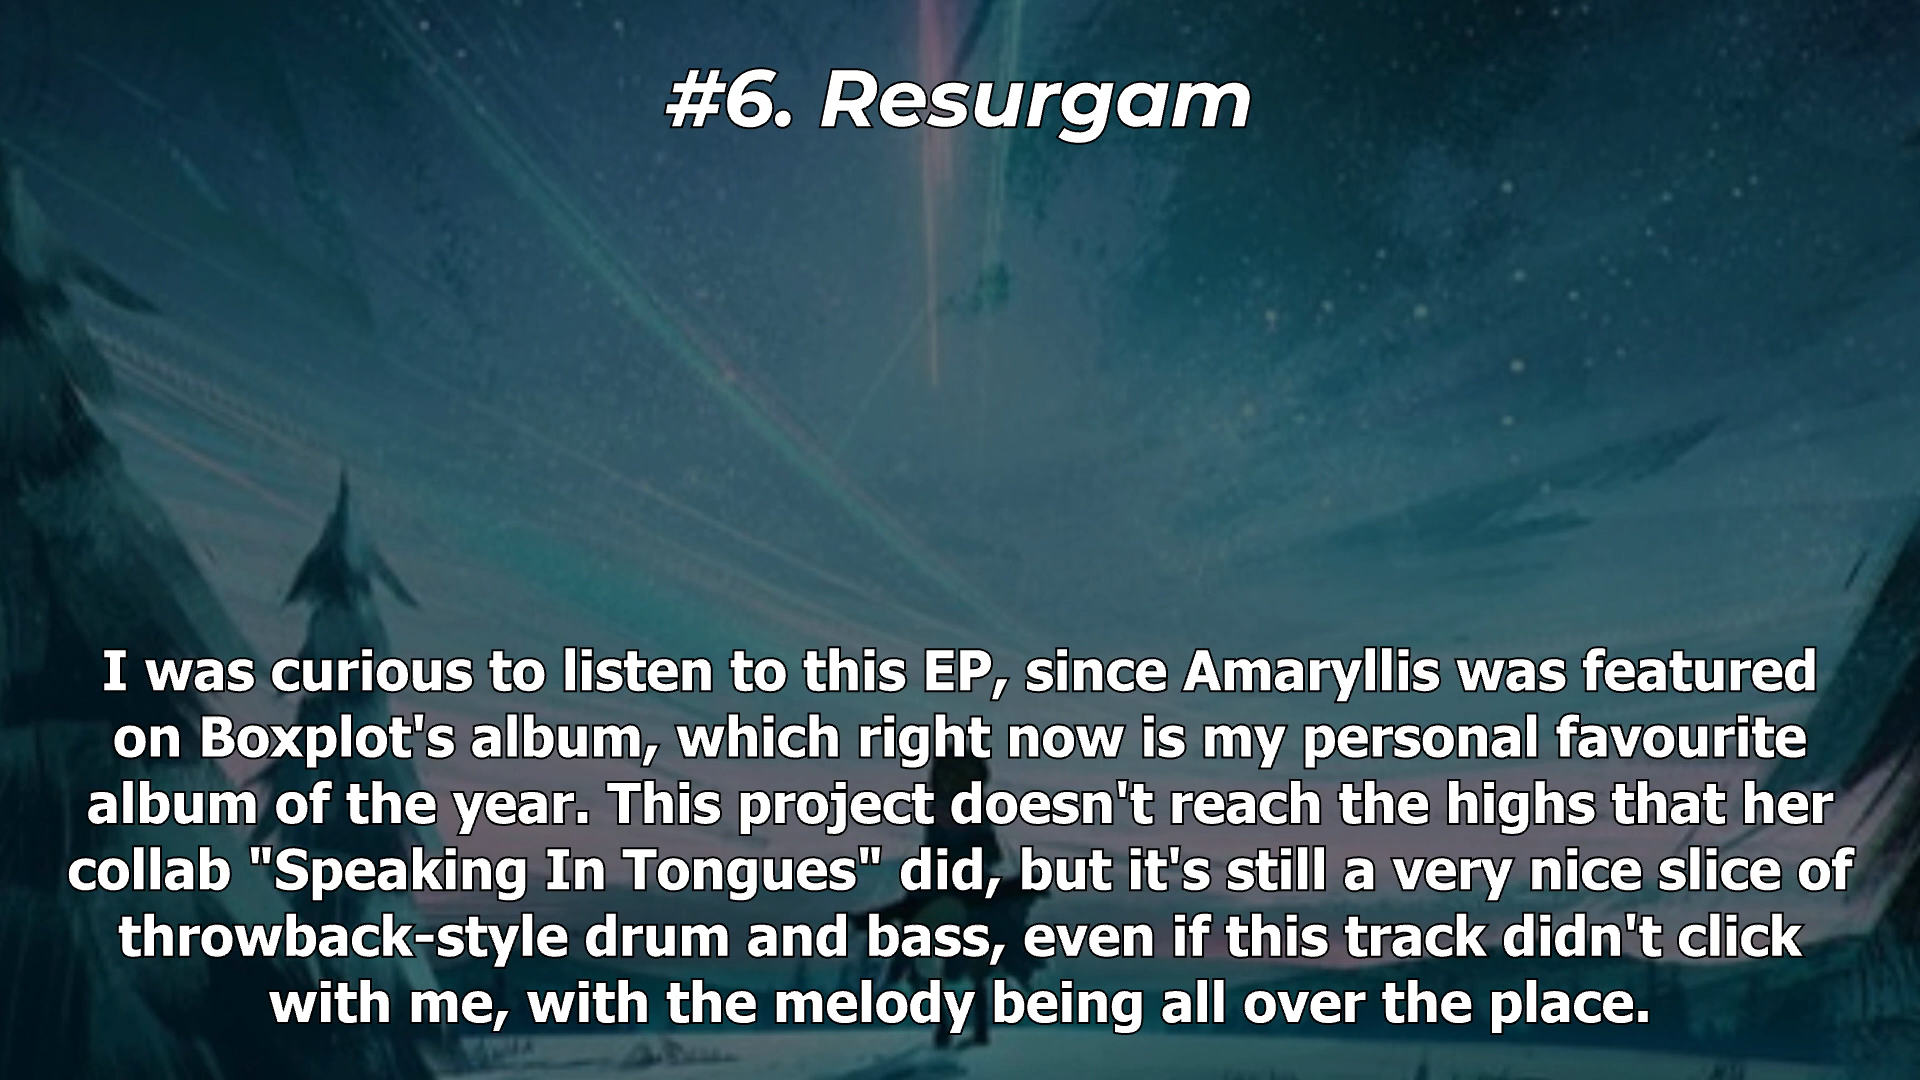 #6. Resurgam
I was curious to listen to this EP, since Amaryllis was featured
on Boxplot's album, which right now is my personal favourite
album of the year. This project doesn't reach the highs that her
collab "Speaking In Tongues" did, but it's still a very nice slice of
throwback-style drum and bass, even if this track didn't click
with me, with the melody being all over the place.